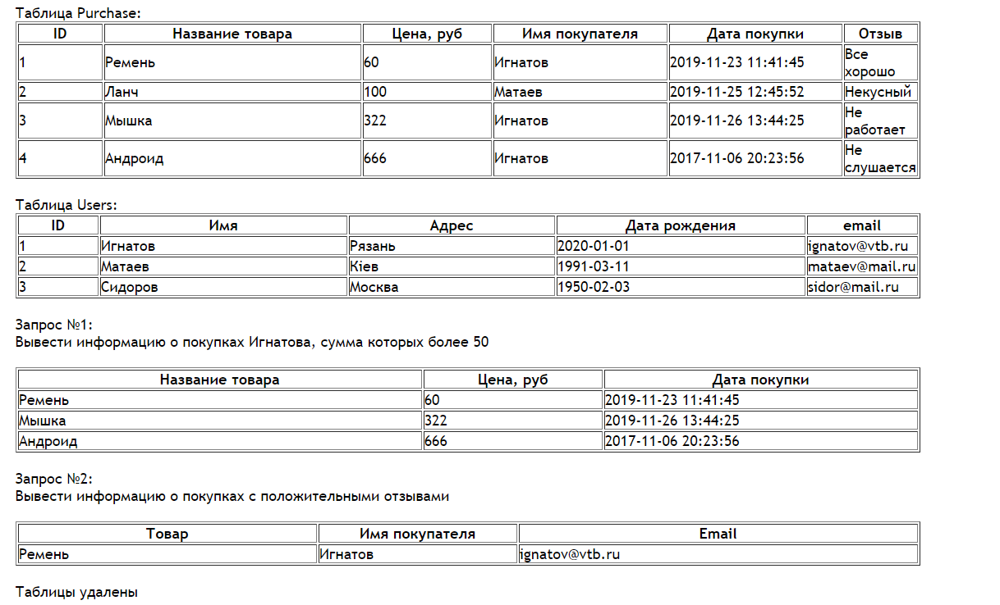 Таблица Purchase:
ID Название товара Цена, руб Имя покупателя Дата покупки Отзыв
1 Ремень 60 Игнатов 2019-11-23 11:41:45 Все
хорошо
2 Ланч 100 Матаев 2019-11-25 12:45:52 Некусный
3 Мышка 322 Игнатов 2019-11-26 13:44:25 Не
работает
4 Андроид 666 Игнатов 2017-11-06 20:23:56 Не
слушается
Таблица Users:
ID Имя Адрес Дата рождения email
1 Игнатов Рязань 2020-01-01 ignatov@vtb.ru
2 Матаев Кіев 1991-03-11 mataev@mail.ru
3 Сидоров Москва 1950-02-03 sidor@mail.ru
Запрос №1:
Вывести информацию о покупках Игнатова, сумма которых более 50
Название товара Цена, руб Дата покупки
Ремень 60 2019-11-23 11:41:45
Мышка 322 2019-11-26 13:44:25
Андроид 666 2017-11-06 20:23:56
Запрос №2:
Вывести информацию о покупках с положительными отзывами
Товар Имя покупателя Email
Ремень Игнатов ignatov@vtb.ru
Таблицы удалены